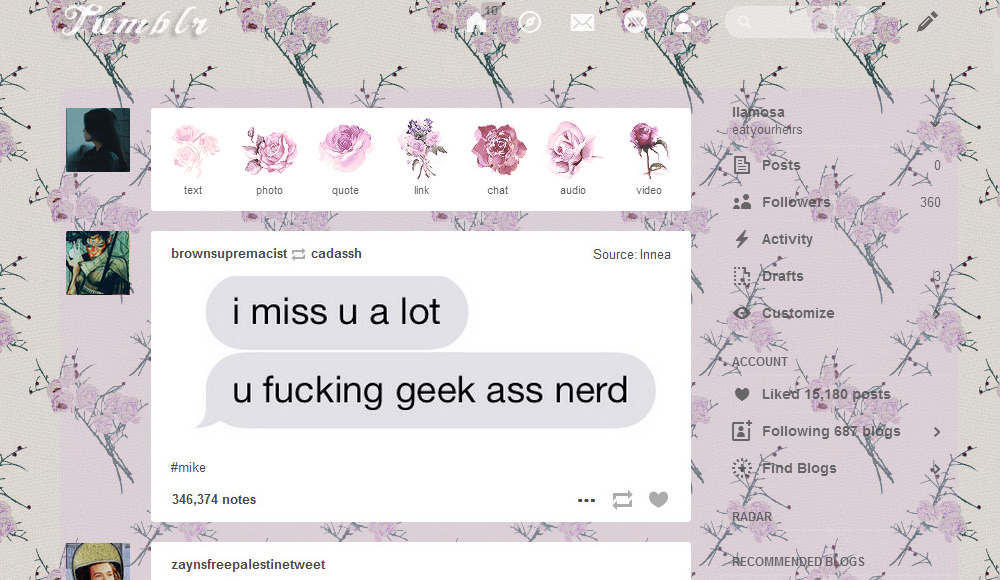 Tumblr
10
llamosa
eatyourheirs
text photo quote link chat audio video
Posts 0
Followers 360
Activity
Drafts 3
Customize
ACCOUNT
Liked 15,180 posts
Following 687 blogs
Find Blogs
RADAR
RECOMMENDED BLOGS
brownsupremacist cadassh Source: lnnea
i miss u a lot
u fucking geek ass nerd
#mike
346,374 notes
zaynsfreepalestinetweet